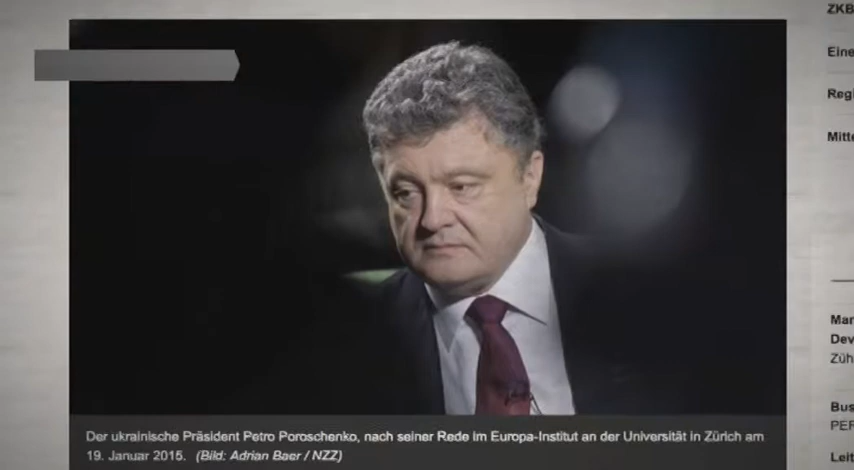 ZKB
Eine
Regi
Mitte
Mar
Dev
Züh
Bus
PER
Leit
Der ukrainische Präsident Petro Poroschenko, nach seiner Rede im Europa-Institut an der Universität in Zürich am
19. Januar 2015. (Bild: Adrian Baer / NZZ)